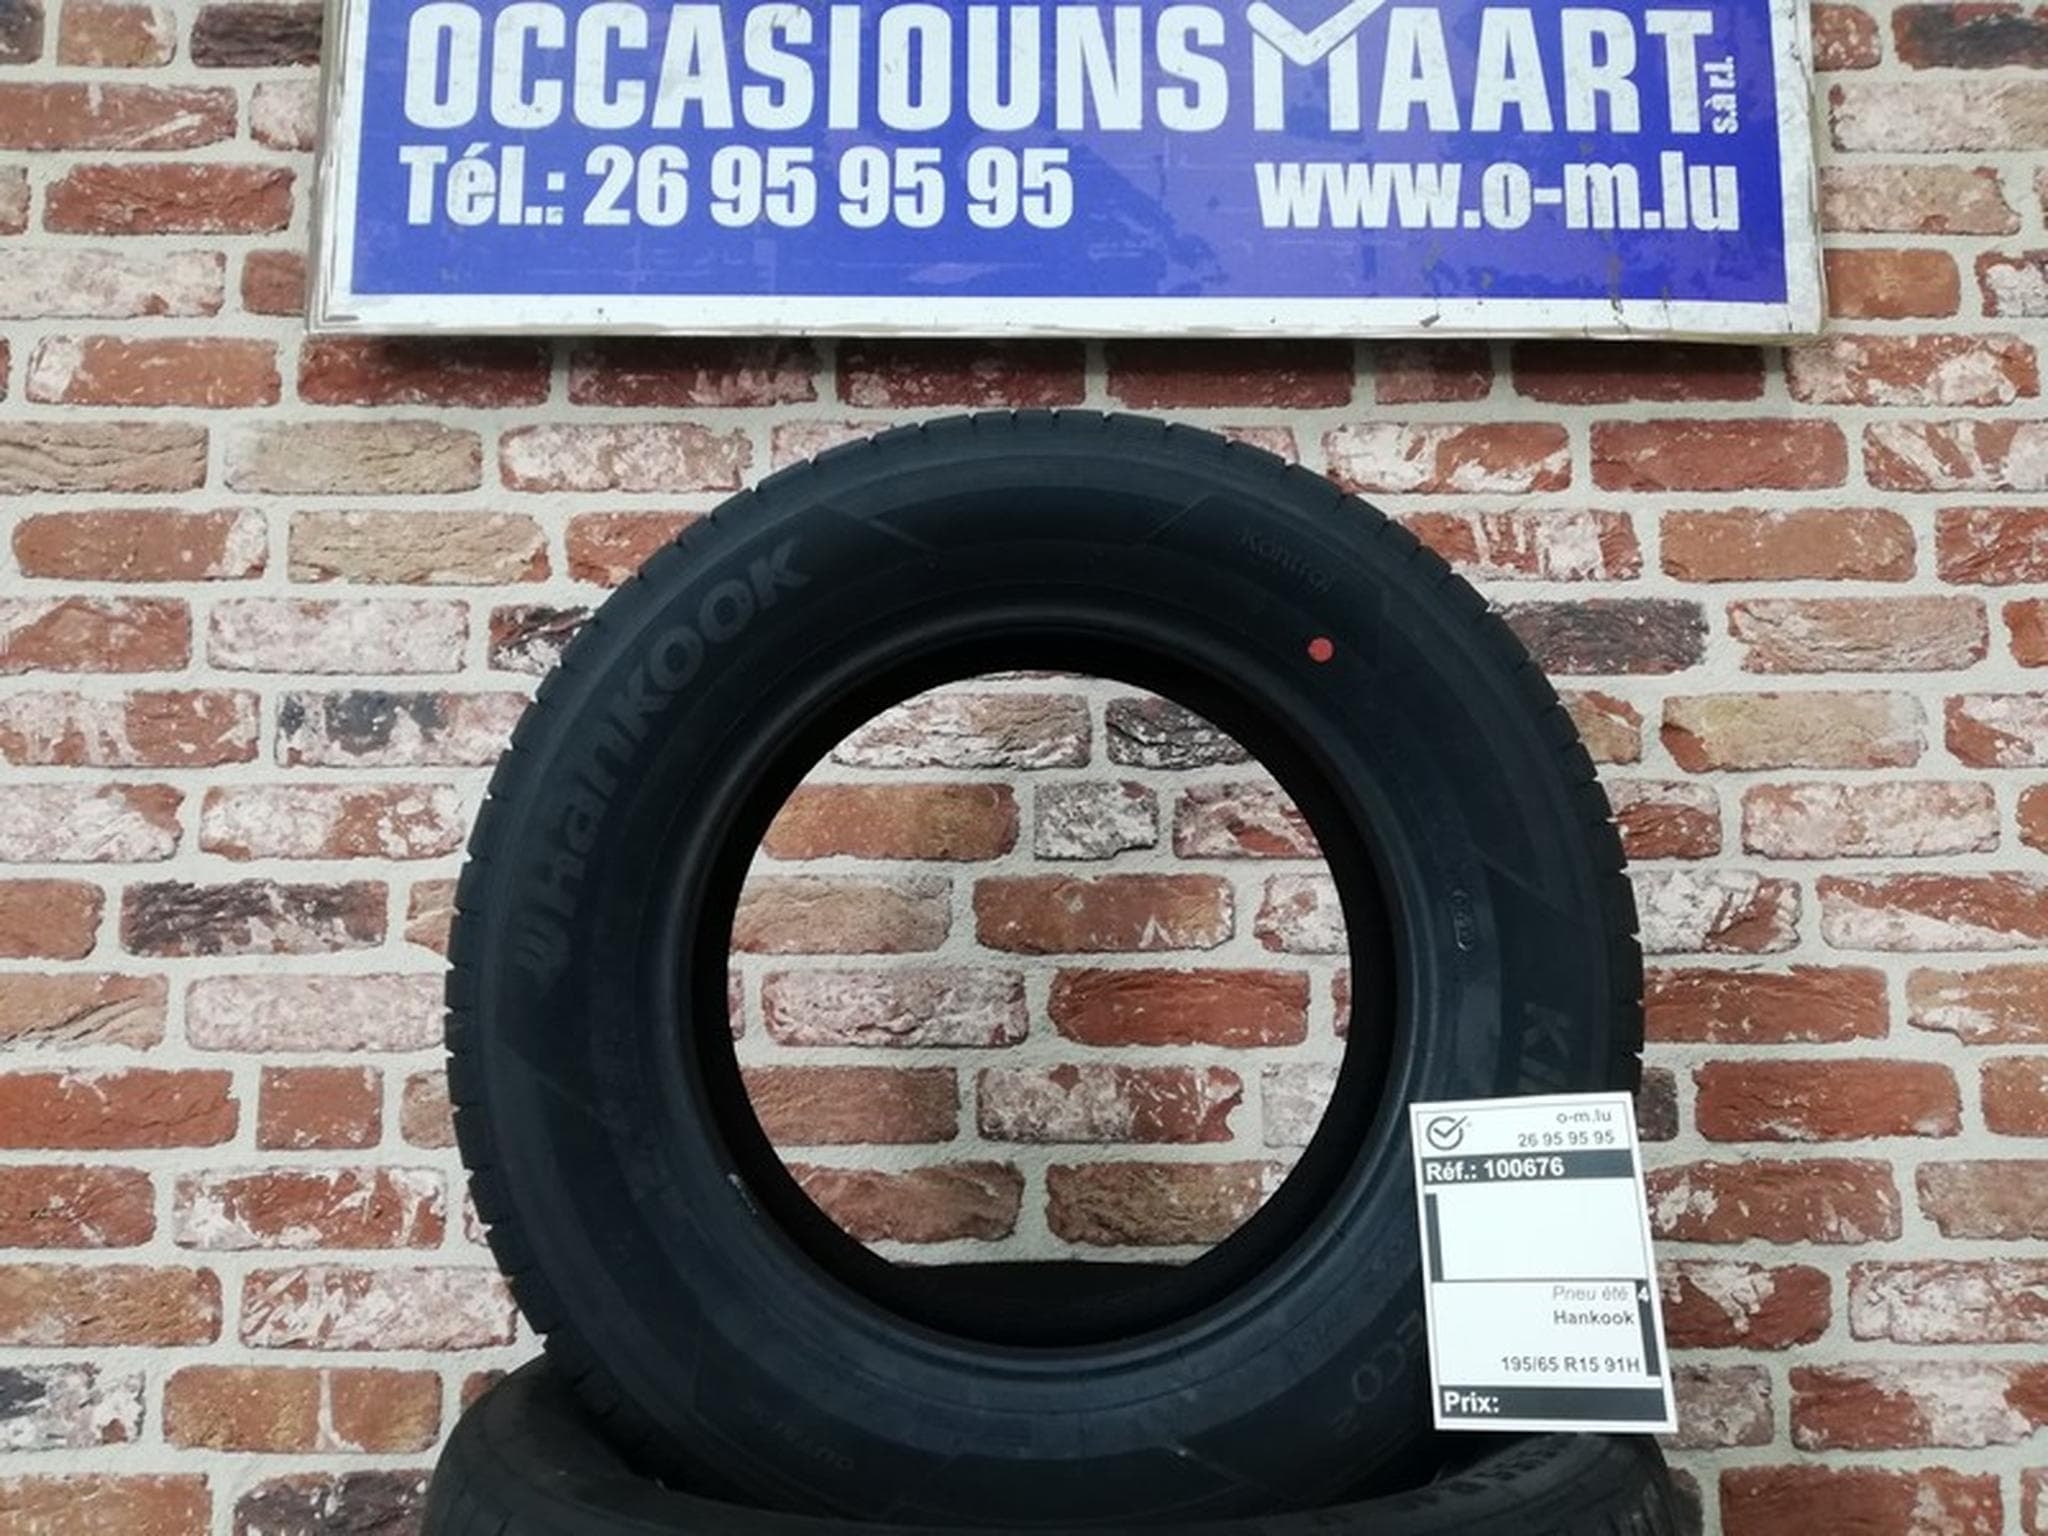 OCCASIOUNSMAART s.à r.l.
Tél.: 26 95 95 95 www.o-m.lu
Hankook
Kontrol
o-m.lu
26 95 95 95
Réf.: 100676
Pneu été 4
Hankook
195/65 R15 91H
Prix: